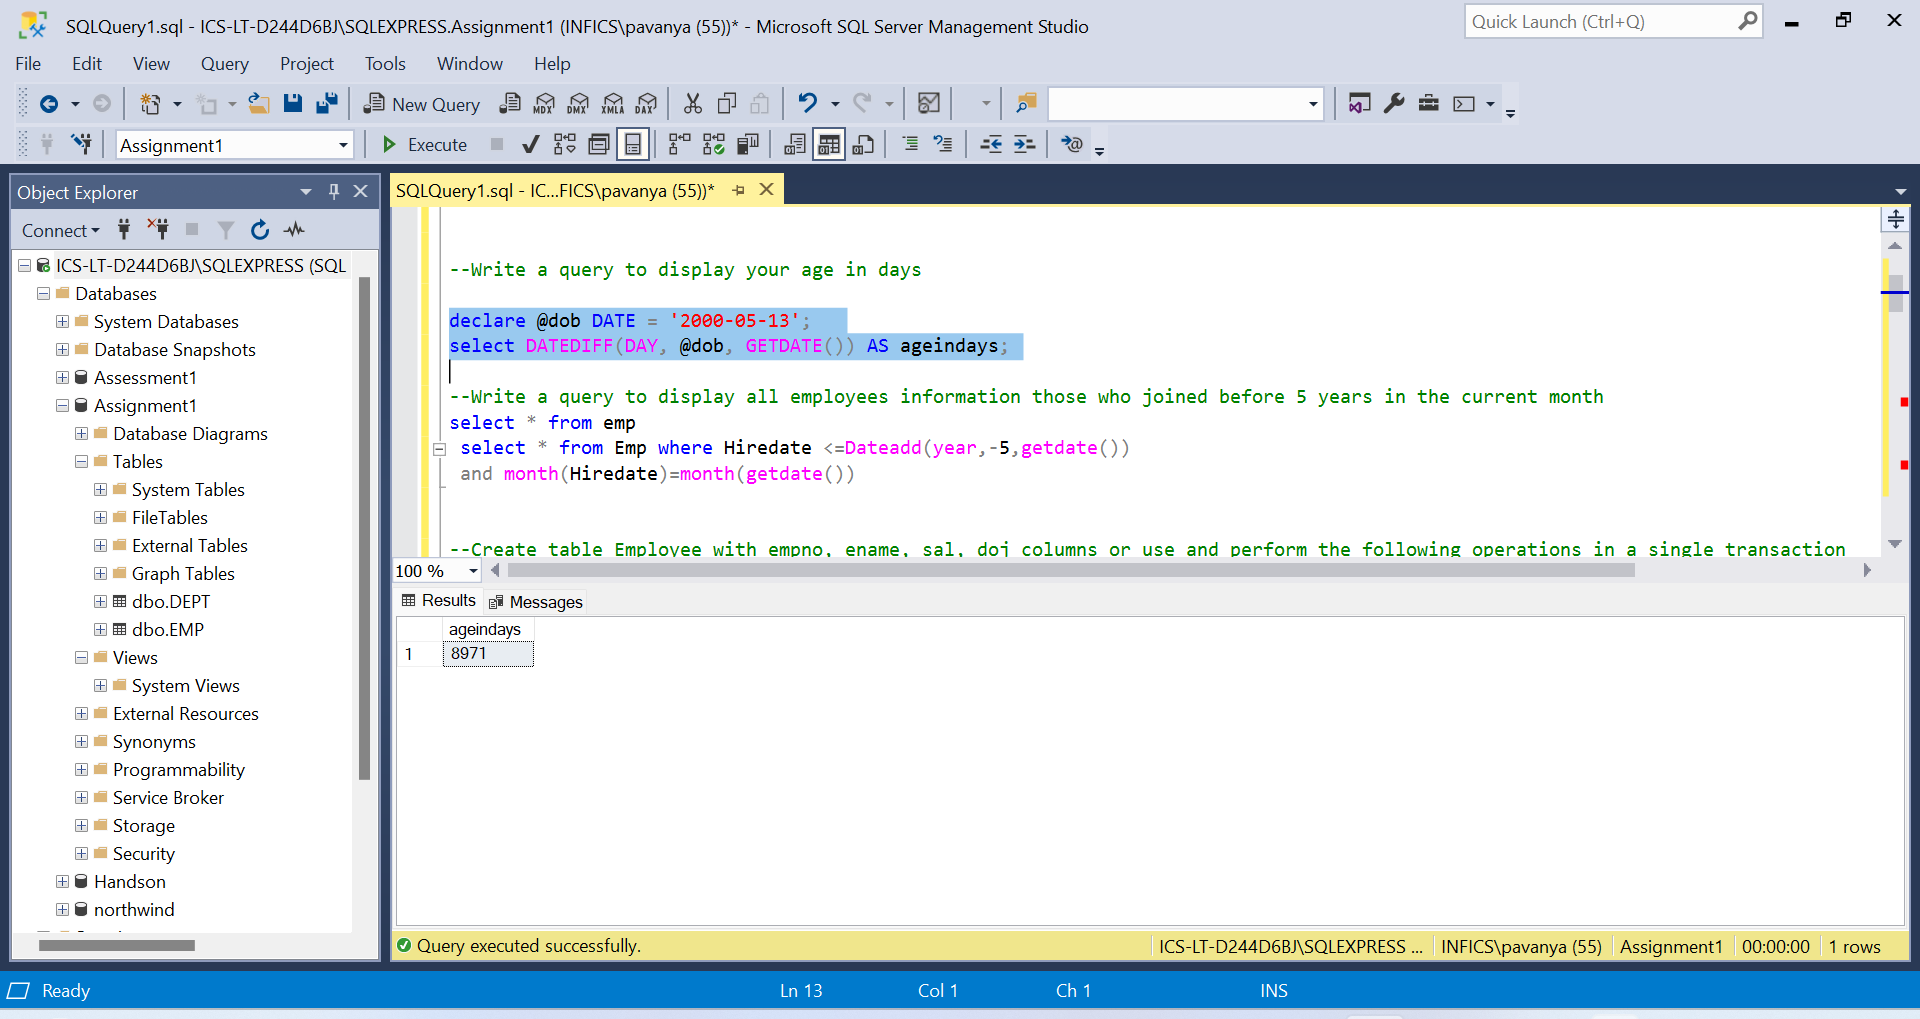 SQLQuery1.sql - ICS-LT-D244D6BJ\SQLEXPRESS.Assignment1 (INFICS\pavanya (55))* - Microsoft SQL Server Management Studio
Quick Launch (Ctrl+Q)
File Edit View Query Project Tools Window Help
New Query MDX DMX XMLA DAX
Assignment1 Execute
Object Explorer
Connect
ICS-LT-D244D6BJ\SQLEXPRESS (SQL
Databases
System Databases
Database Snapshots
Assessment1
Assignment1
Database Diagrams
Tables
System Tables
FileTables
External Tables
Graph Tables
dbo.DEPT
dbo.EMP
Views
System Views
External Resources
Synonyms
Programmability
Service Broker
Storage
Security
Handson
northwind
SQLQuery1.sql - IC...FICS\pavanya (55))*
--Write a query to display your age in days
declare @dob DATE = '2000-05-13';
select DATEDIFF(DAY, @dob, GETDATE()) AS ageindays;
--Write a query to display all employees information those who joined before 5 years in the current month
select * from emp
select * from Emp where Hiredate <=Dateadd(year,-5,getdate())
and month(Hiredate)=month(getdate())
--Create table Employee with empno, ename, sal, doj columns or use and perform the following operations in a single transaction
100 %
Results Messages
ageindays
1 8971
Query executed successfully. ICS-LT-D244D6BJ\SQLEXPRESS ... INFICS\pavanya (55) Assignment1 00:00:00 1 rows
Ready Ln 13 Col 1 Ch 1 INS